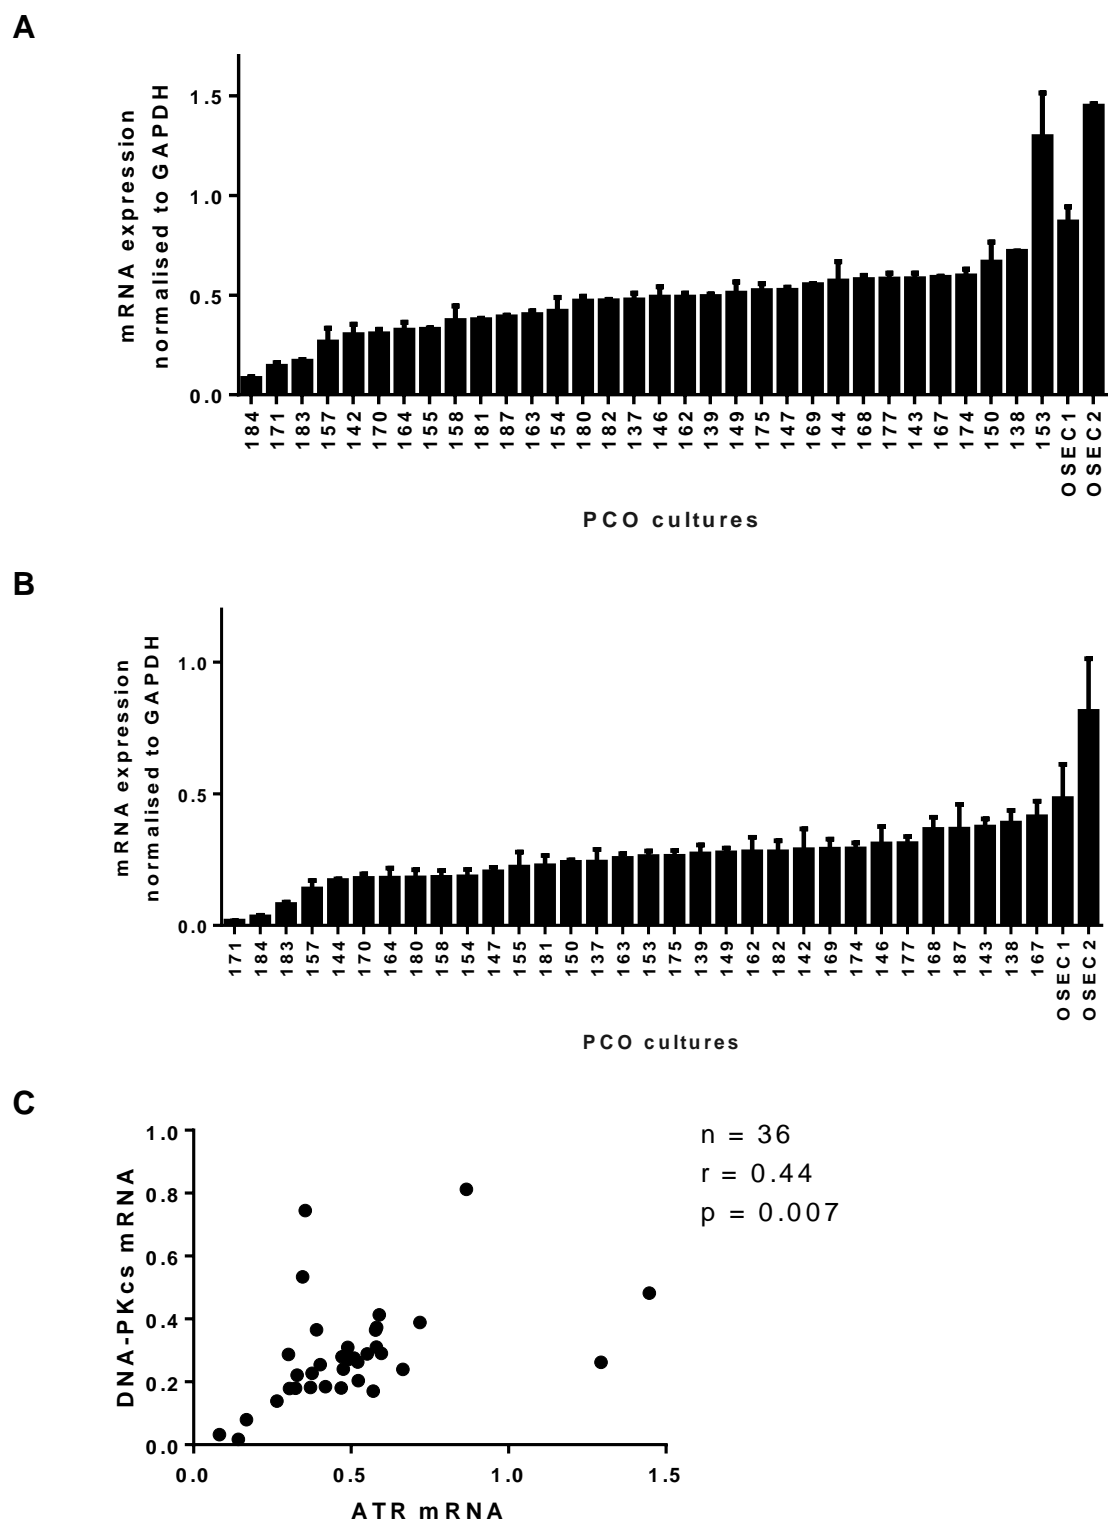 A
mRNA expression
normalised to GAPDH
1.5
1.0
0.5
0.0
184 171 183 157 142 170 164 155 158 181 187 163 154 180 182 137 146 162 139 149 175 147 169 144 168 177 143 167 174 150 138 153 OSEC1 OSEC2
PCO cultures
B
mRNA expression
normalised to GAPDH
1.0
0.5
0.0
171 184 183 157 144 170 164 180 158 154 147 155 181 150 137 163 153 175 139 149 162 182 142 169 174 146 177 168 187 143 138 167 OSEC1 OSEC2
PCO cultures
C
DNA-PKcs mRNA
1.0
0.8
0.6
0.4
0.2
0.0
0.0 0.5 1.0 1.5
ATR mRNA
n = 36
r = 0.44
p = 0.007